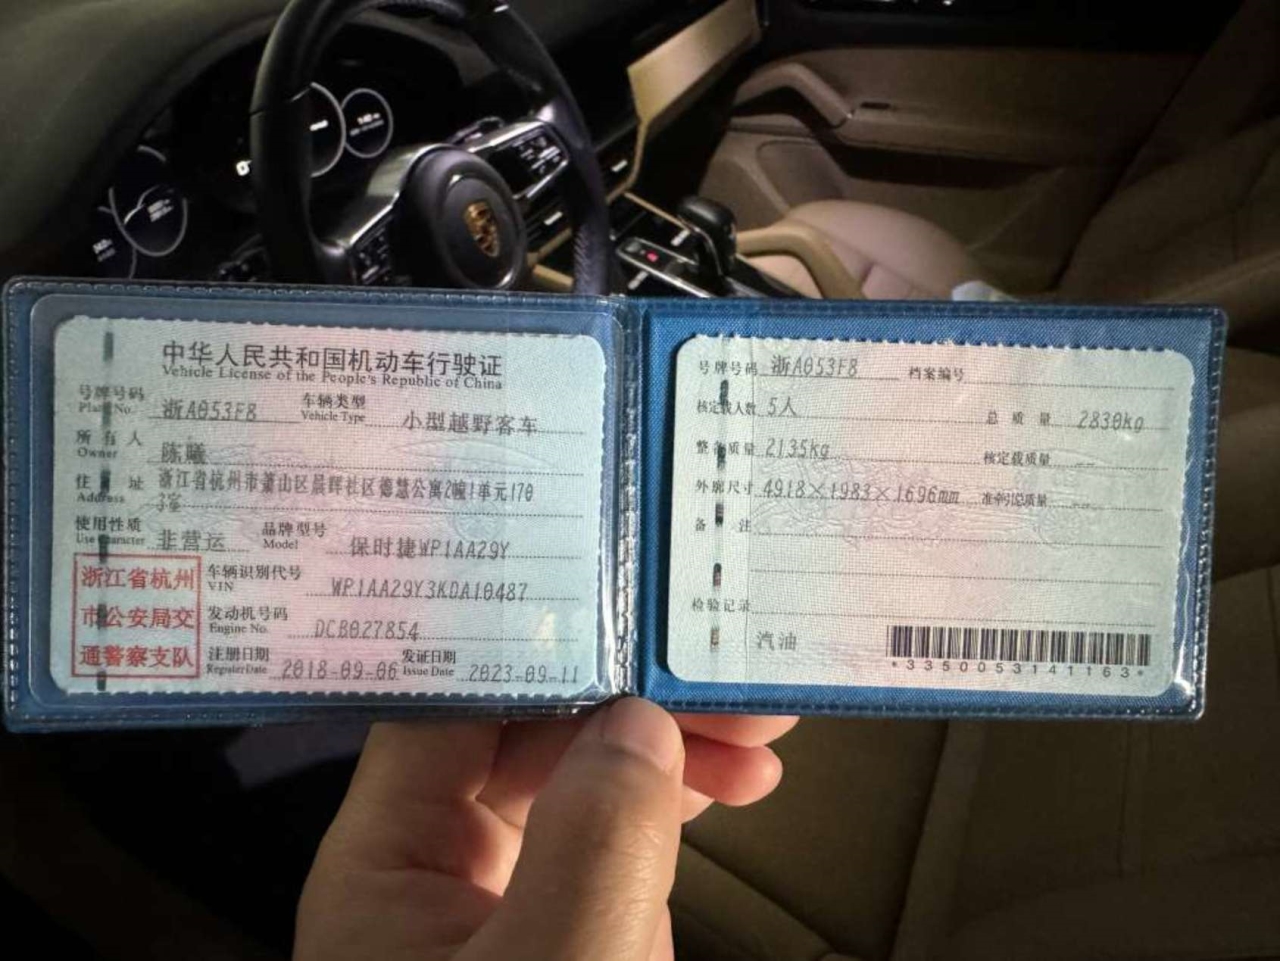 中华人民共和国机动车行驶证
Vehicle License of the People's Republic of China
号牌号码 浙A053F8 车辆类型 小型越野客车
Plate No. Vehicle Type
所有人 陈曦
Owner
住址 浙江省杭州市萧山区晨晖社区德慧公寓2幢1单元170
Address 3室
使用性质 非营运 品牌型号 保时捷WP1AA29Y
Use Character Model
浙江省杭州
市公安局交
通警察支队
车辆识别代号 WP1AA29Y3KDA10487
VIN
发动机号码 DCB027854
Engine No.
注册日期 2018-09-06 发证日期 2023-09-11
Register Date Issue Date
号牌号码 浙A053F8 档案编号
核定载人数 5人 总质量 2830kg
整备质量 2135kg 核定载质量 --
外廓尺寸 4918×1983×1696mm 准牵引总质量 --
备注
检验记录
汽油
*3350053141163*